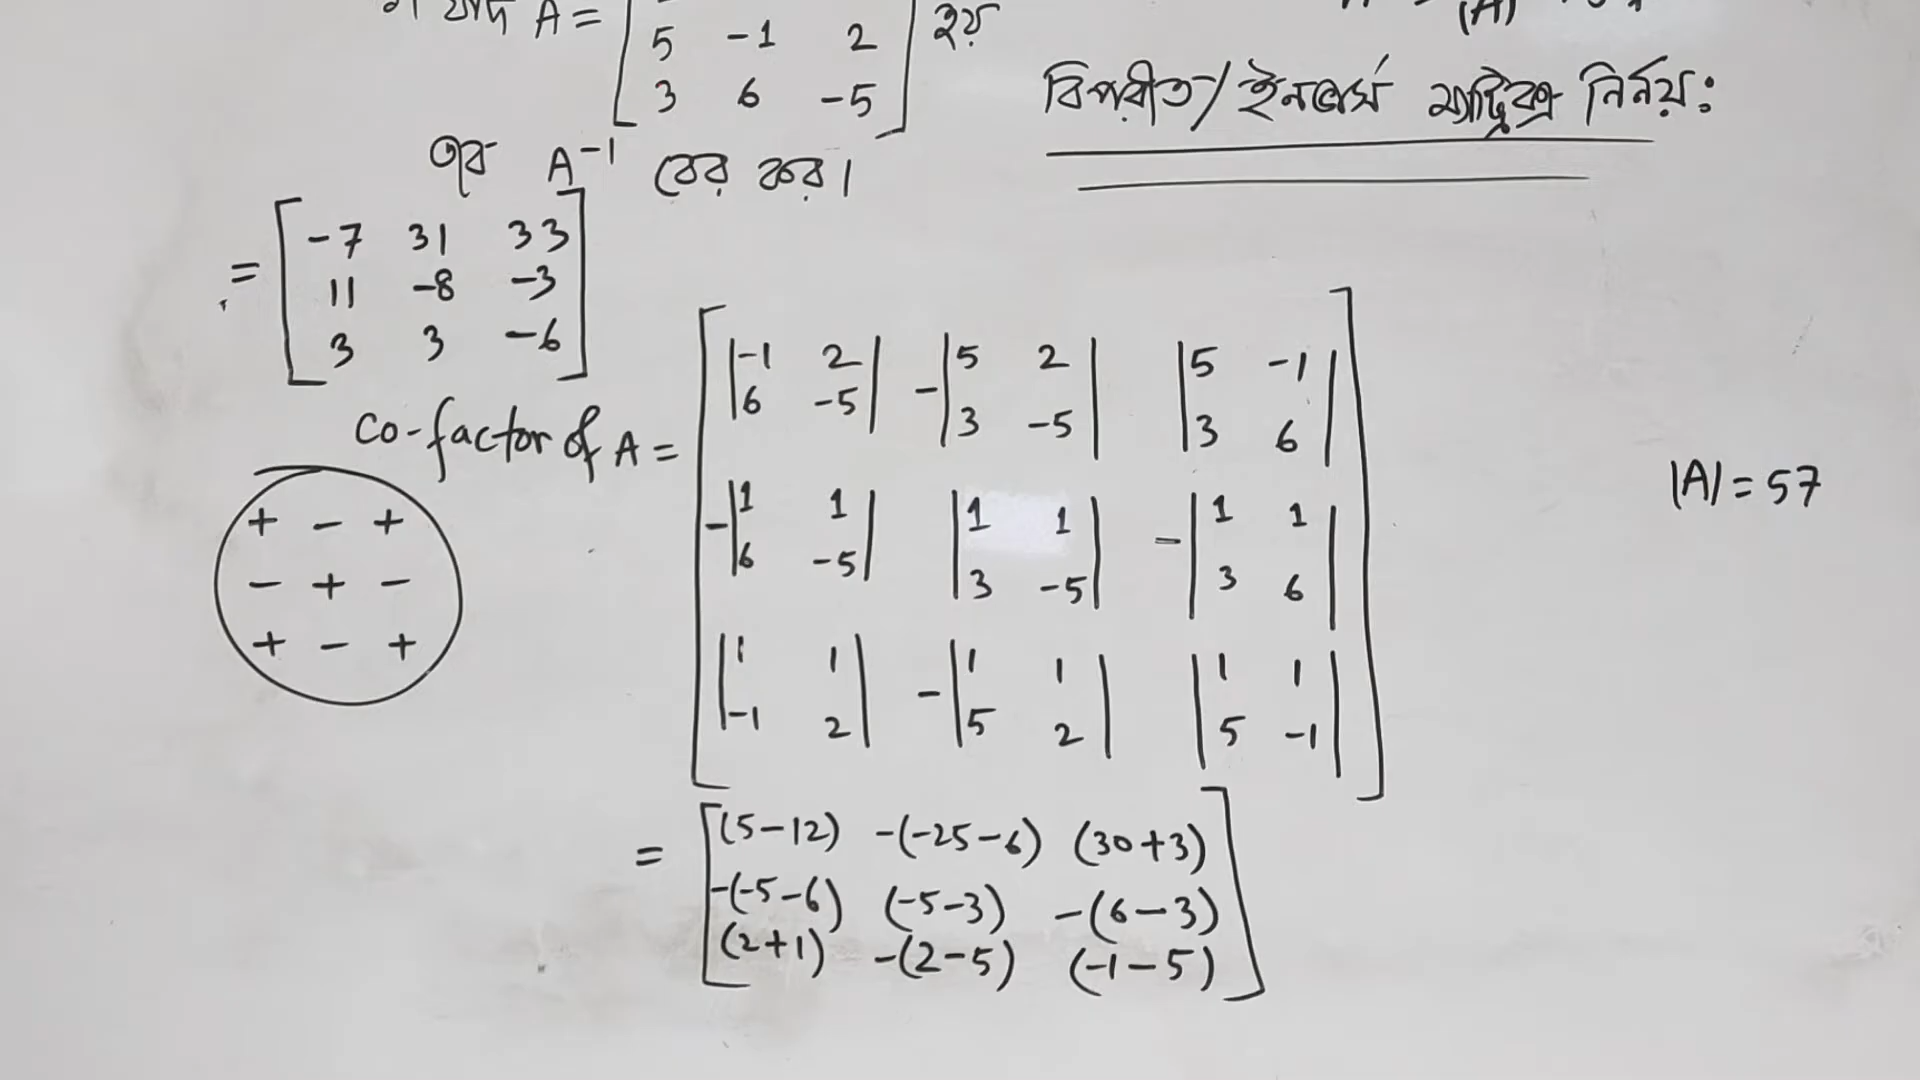 যদি A = [ হয়
5 -1 2
3 6 -5 ]
বিপরীত/ইনভার্স ম্যাট্রিক্স নির্নয়:
তবে A⁻¹ বের কর।
= [ -7 31 33
11 -8 -3
3 3 -6 ]
Co-factor of A = [ |-1 2| -|5 2| |5 -1|
|6 -5| |3 -5| |3 6|
-|1 1| |1 1| -|1 1|
|6 -5| |3 -5| |3 6|
|1 1| -|1 1| |1 1|
|-1 2| |5 2| |5 -1| ]
|A| = 57
+ - +
- + -
+ - +
= [ (5-12) -(-25-6) (30+3)
-(-5-6) (-5-3) -(6-3)
(2+1) -(2-5) (-1-5) ]